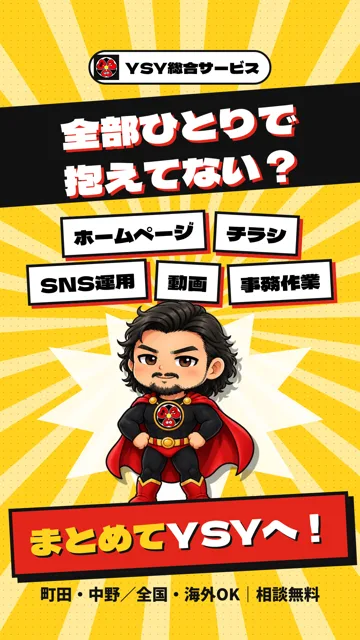 YSY総合サービス
全部ひとりで
抱えてない？
ホームページ チラシ
SNS運用 動画 事務作業
まとめてYSYへ！
町田・中野／全国・海外OK｜相談無料